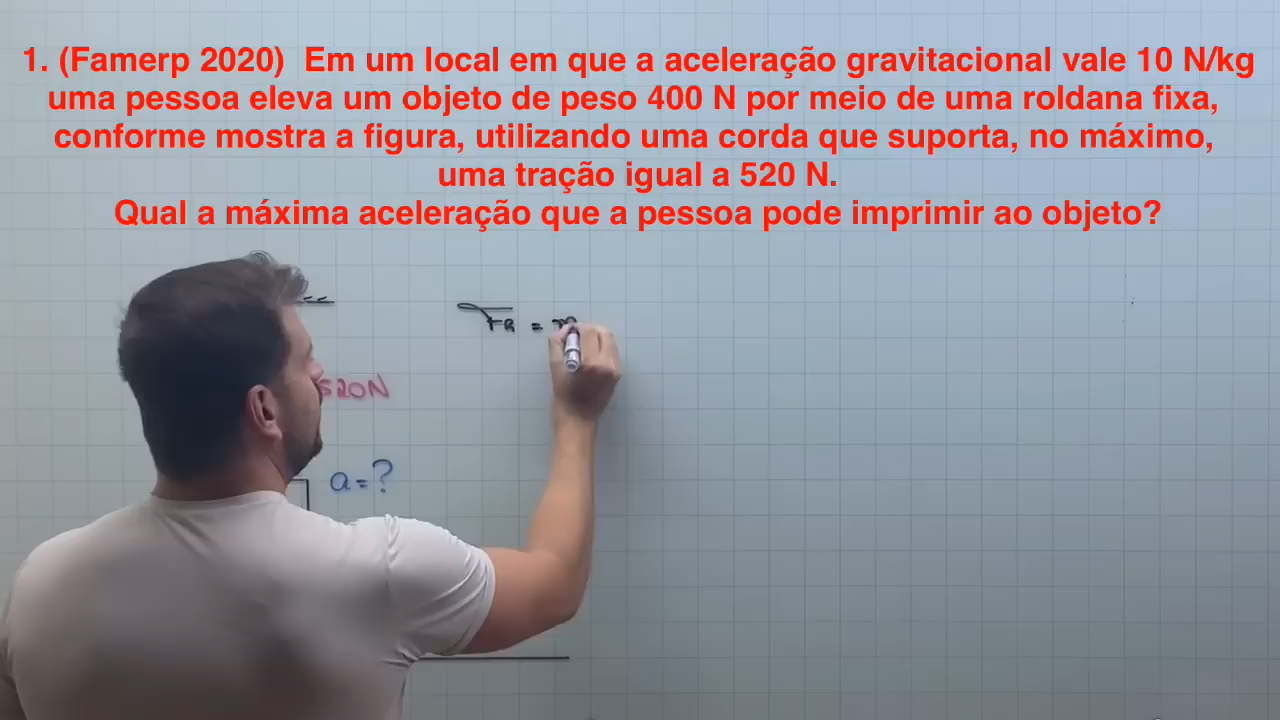 1. (Famerp 2020)  Em um local em que a aceleração gravitacional vale 10 N/kg
uma pessoa eleva um objeto de peso 400 N por meio de uma roldana fixa,
conforme mostra a figura, utilizando uma corda que suporta, no máximo,
uma tração igual a 520 N.
Qual a máxima aceleração que a pessoa pode imprimir ao objeto?
FR = m
520N
a=?